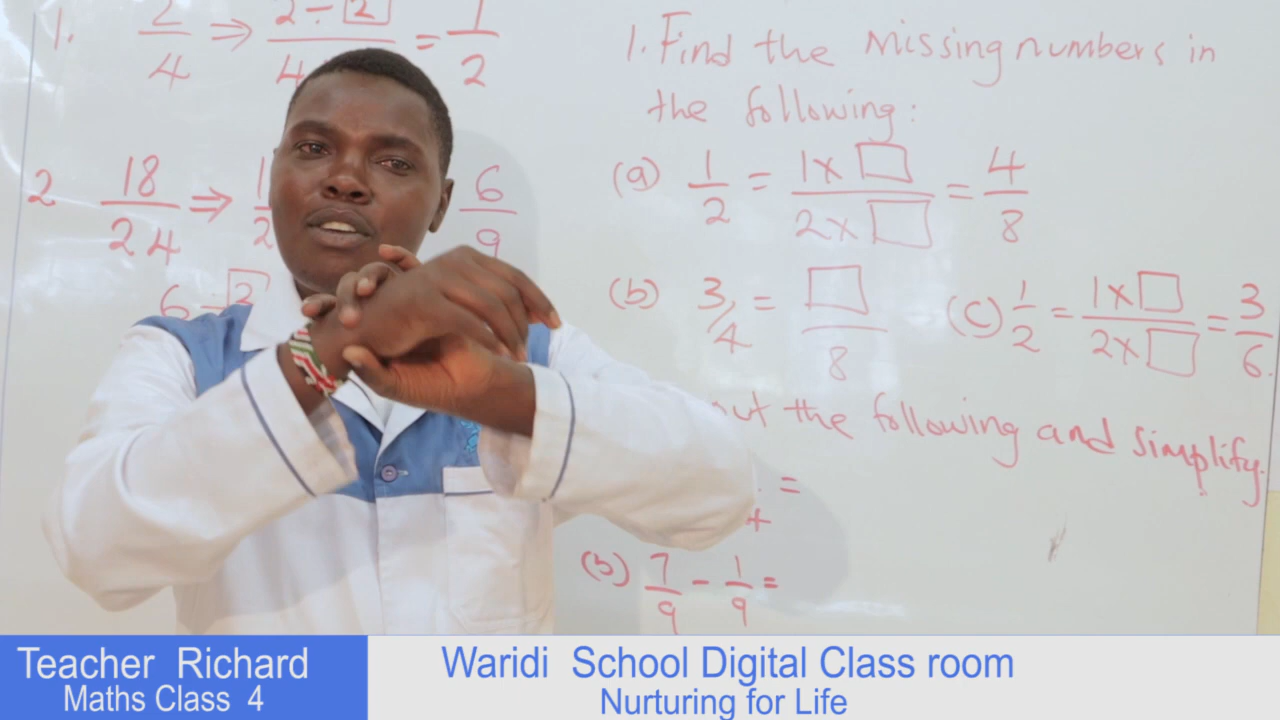 1. 2/4 ⇒ 2 ÷ 2/4 = 1/2
2 18/24 ⇒ 6/9
6 ÷ 2
1. Find the missing numbers in
the following:
(a) 1/2 = 1x □/2x □ = 4/8
(b) 3/4 = □/8 (c) 1/2 = 1x □/2x □ = 3/6.
the following and simplify.
=
(b) 7/9 - 1/9 =
Teacher Richard
Maths Class 4
Waridi School Digital Class room
Nurturing for Life